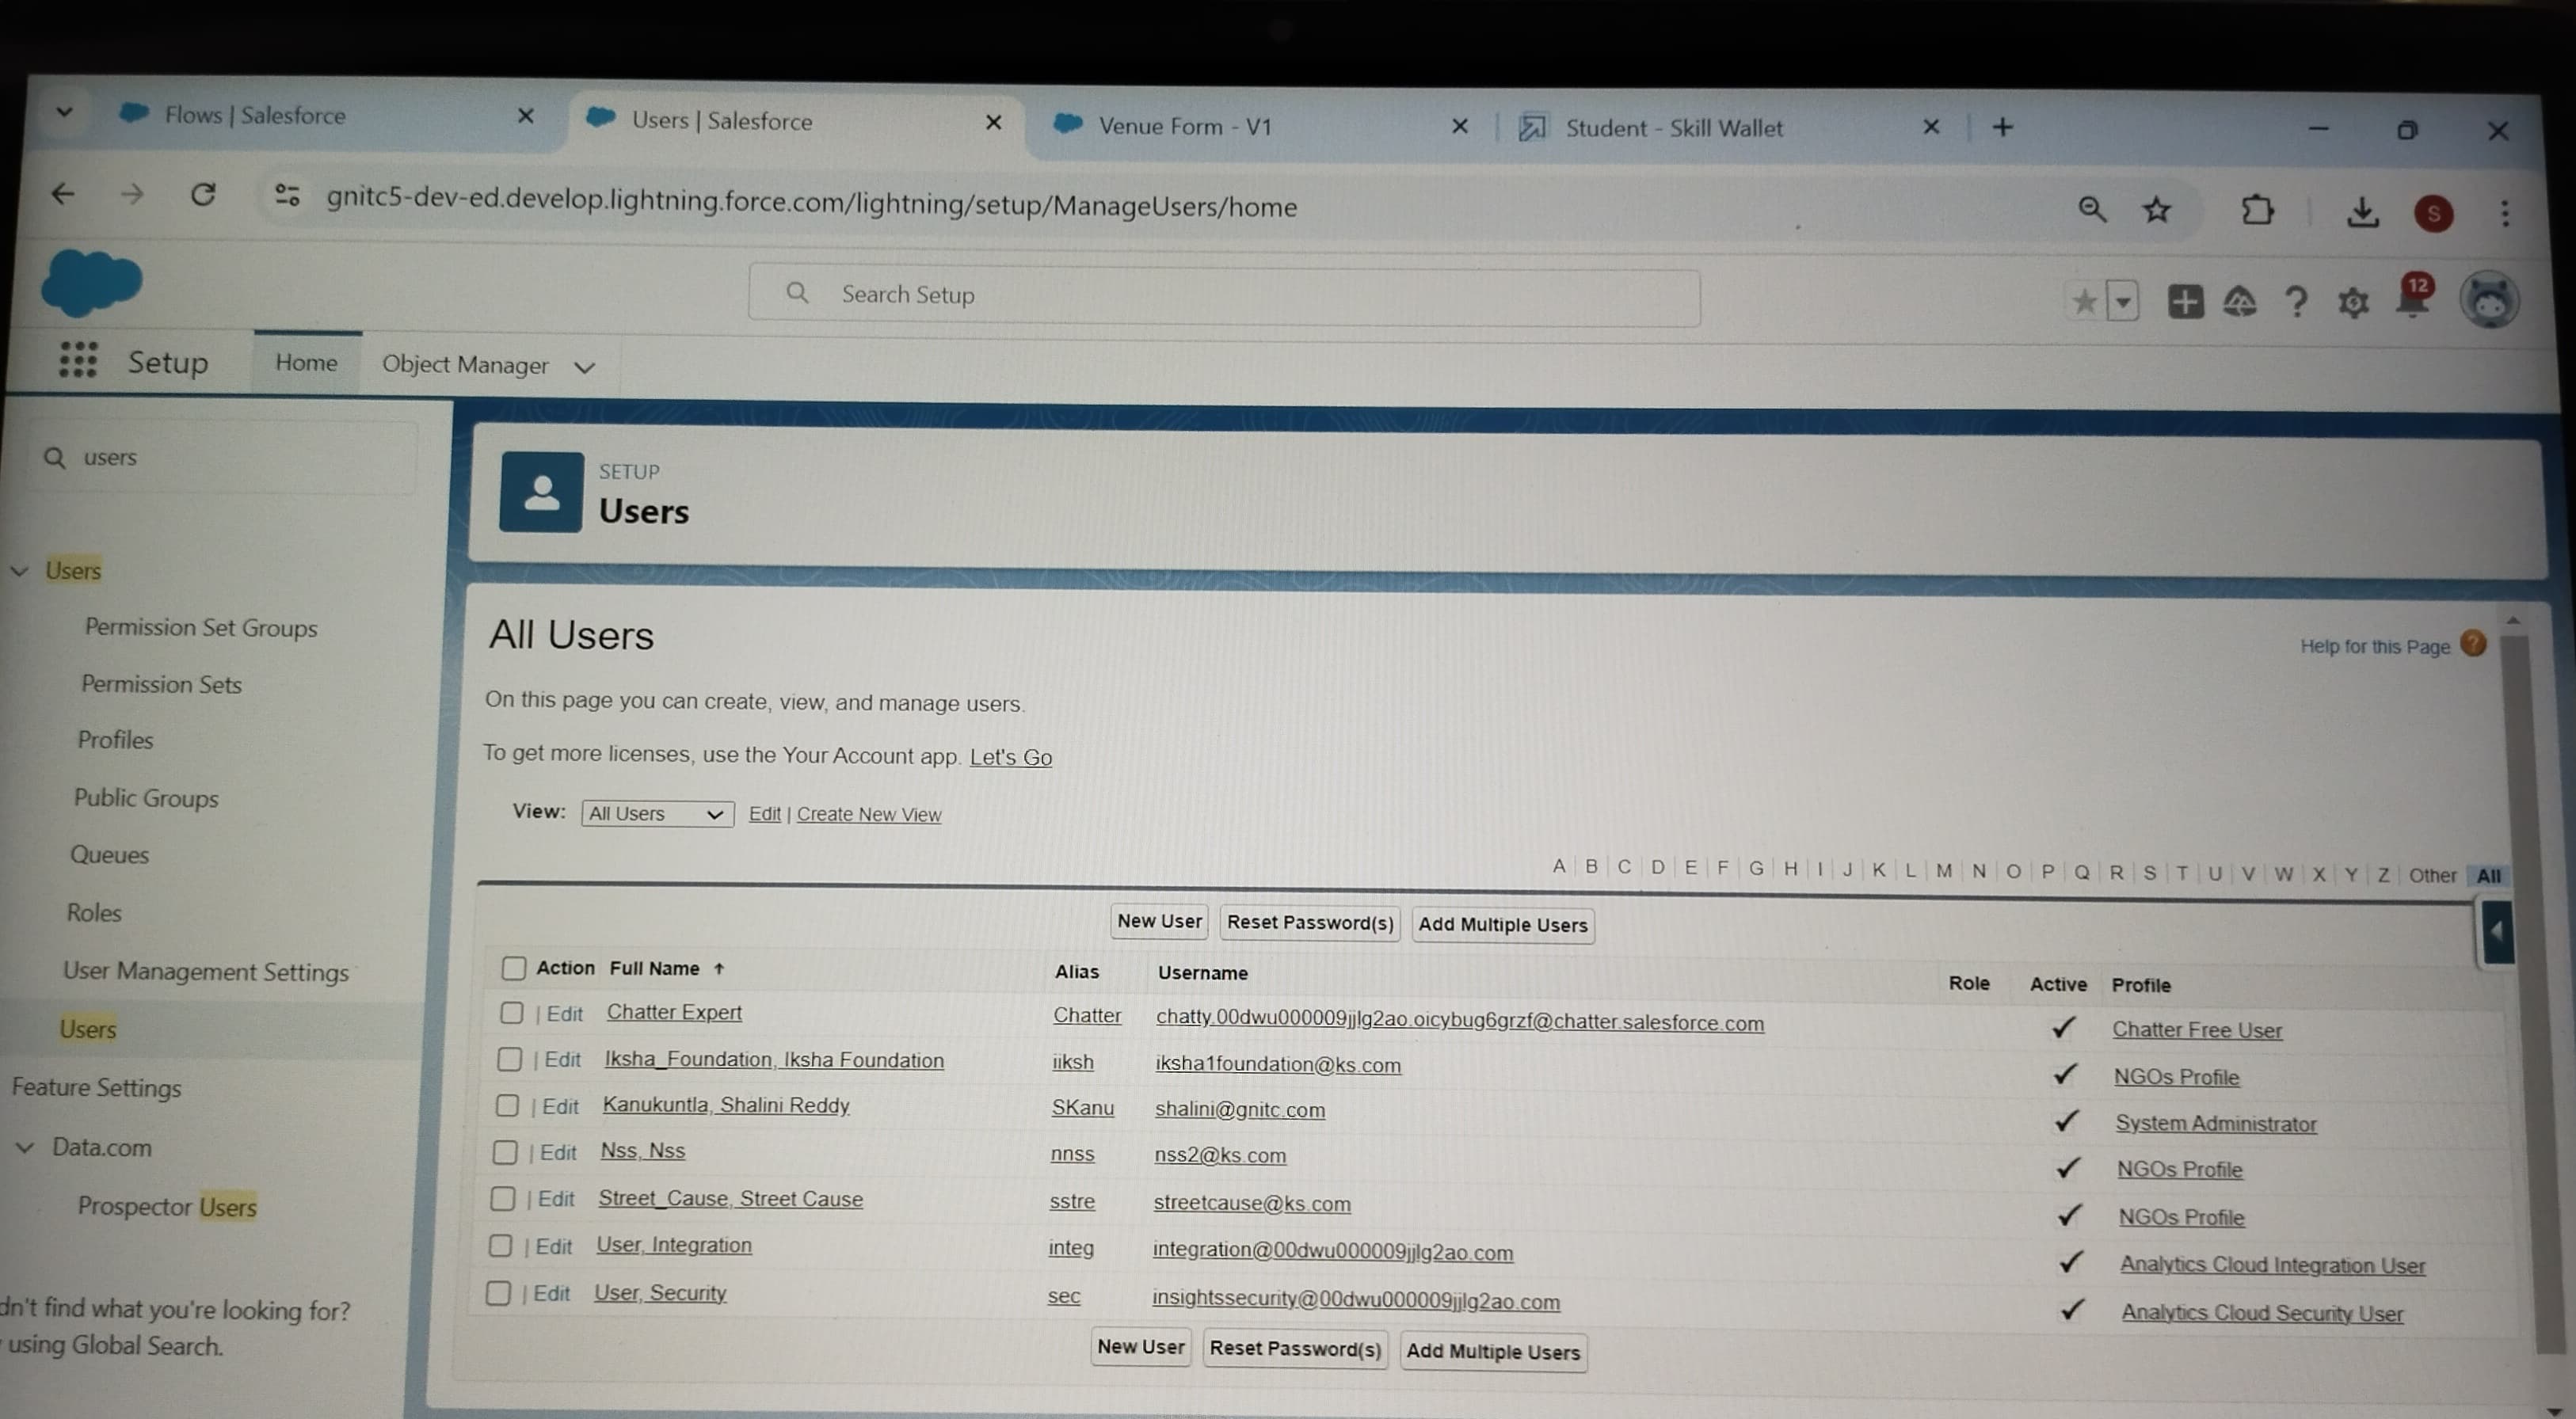 Flows | Salesforce
Users | Salesforce
Venue Form - V1
Student - Skill Wallet
gnitc5-dev-ed.develop.lightning.force.com/lightning/setup/ManageUsers/home
S
Search Setup
12
Setup
Home
Object Manager
users
Users
Permission Set Groups
Permission Sets
Profiles
Public Groups
Queues
Roles
User Management Settings
Users
Feature Settings
Data.com
Prospector Users
dn't find what you're looking for?
using Global Search.
SETUP
Users
All Users
Help for this Page ?
On this page you can create, view, and manage users.
To get more licenses, use the Your Account app. Let's Go
View: All Users Edit | Create New View
A | B | C | D | E | F | G | H | I | J | K | L | M | N | O | P | Q | R | S | T | U | V | W | X | Y | Z | Other | All
New User Reset Password(s) Add Multiple Users
Action Full Name ↑ Alias Username Role Active Profile
| Edit Chatter Expert Chatter chatty.00dwu000009jjlg2ao.oicybug6grzf@chatter.salesforce.com ✓ Chatter Free User
| Edit Iksha_Foundation, Iksha Foundation iiksh iksha1foundation@ks.com ✓ NGOs Profile
| Edit Kanukuntla, Shalini Reddy SKanu shalini@gnitc.com ✓ System Administrator
| Edit Nss, Nss nnss nss2@ks.com ✓ NGOs Profile
| Edit Street_Cause, Street Cause sstre streetcause@ks.com ✓ NGOs Profile
| Edit User, Integration integ integration@00dwu000009jjlg2ao.com ✓ Analytics Cloud Integration User
| Edit User, Security sec insightssecurity@00dwu000009jjlg2ao.com ✓ Analytics Cloud Security User
New User Reset Password(s) Add Multiple Users